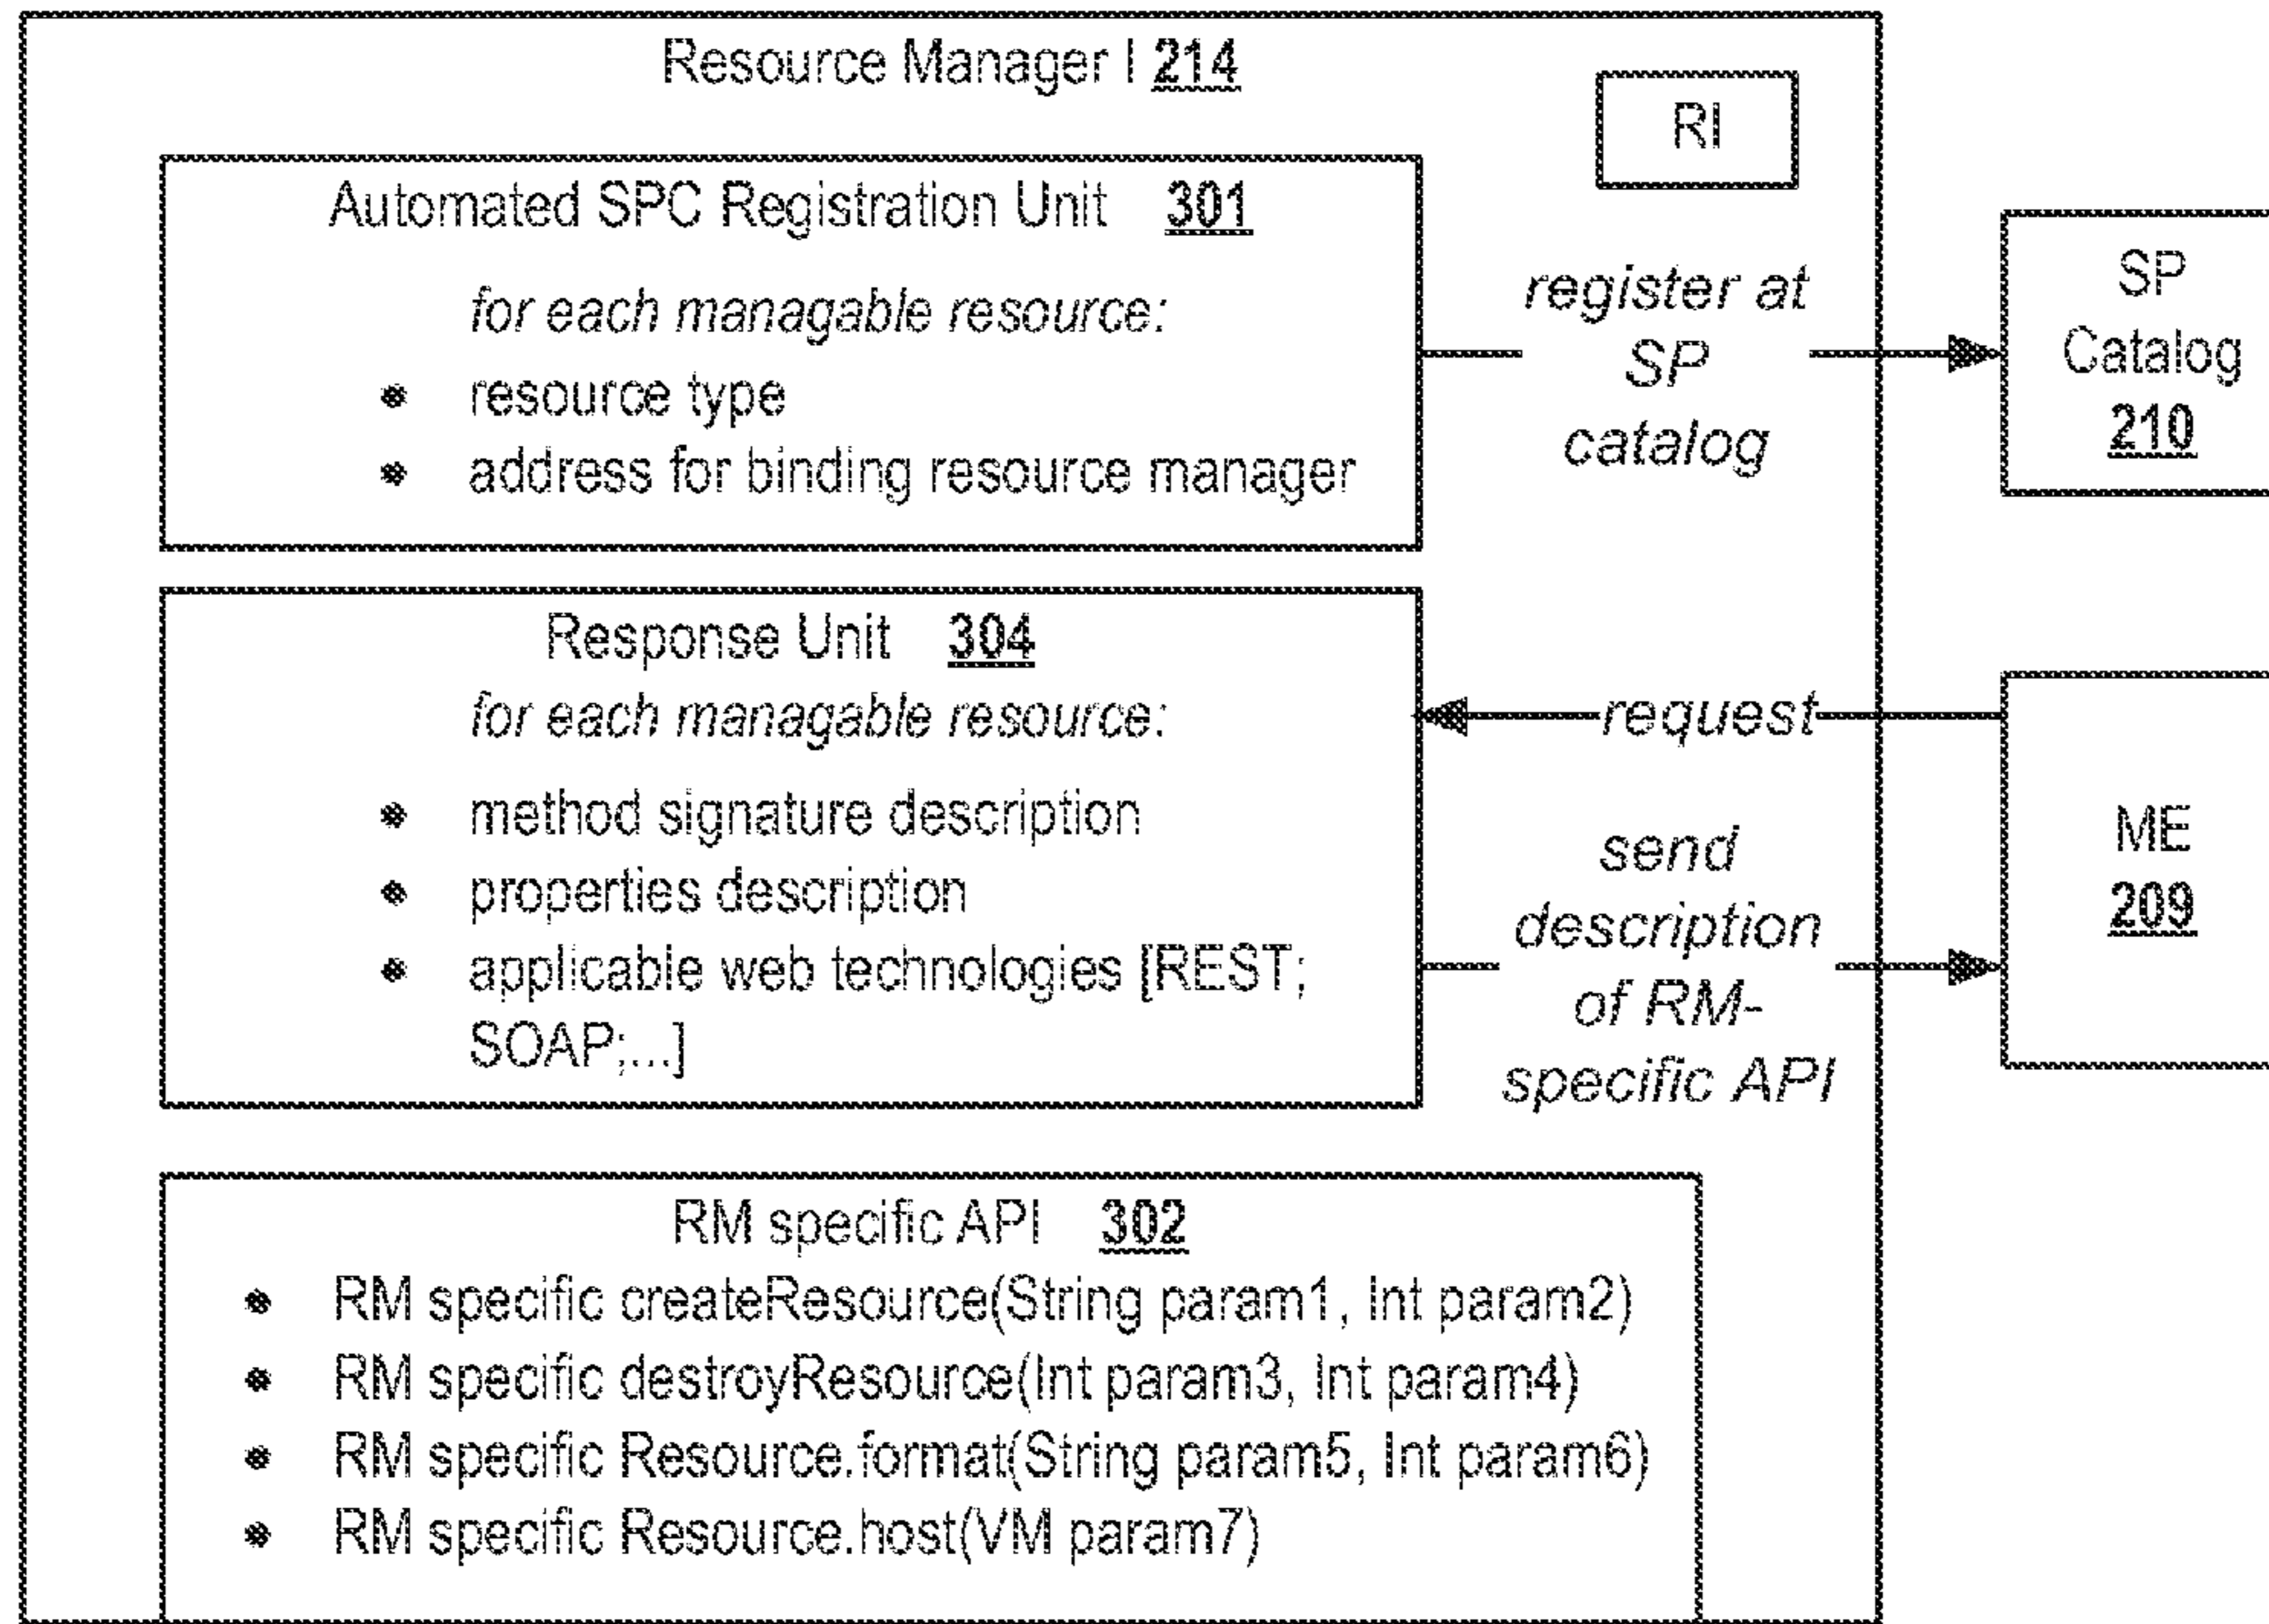 Resource Manager I 214
RI
Automated SPC Registration Unit 301
for each managable resource:
• resource type
• address for binding resource manager
register at
SP
catalog
SP
Catalog
210
Response Unit 304
for each managable resource:
• method signature description
• properties description
• applicable web technologies [REST;
SOAP;...]
request
send
description
of RM-
specific API
ME
209
RM specific API 302
• RM specific createResource(String param1, Int param2)
• RM specific destroyResource(Int param3, Int param4)
• RM specific Resource.format(String param5, Int param6)
• RM specific Resource.host(VM param7)